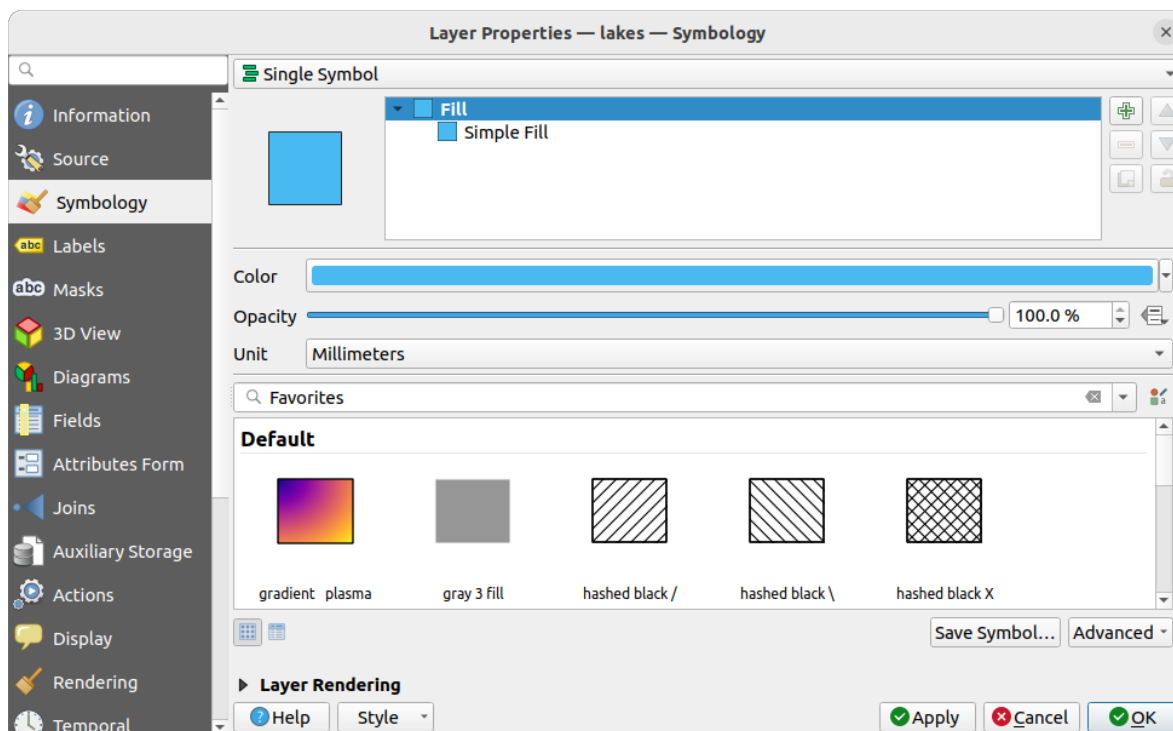 Layer Properties — lakes — Symbology
Information
Source
Symbology
abc Labels
abc Masks
3D View
Diagrams
Fields
Attributes Form
Joins
Auxiliary Storage
Actions
Display
Rendering
Temporal
Single Symbol
Fill
Simple Fill
Color
Opacity
100.0 %
Unit
Millimeters
Favorites
Default
gradient plasma
gray 3 fill
hashed black /
hashed black \
hashed black X
Save Symbol...
Advanced
Layer Rendering
Help
Style
Apply
Cancel
OK